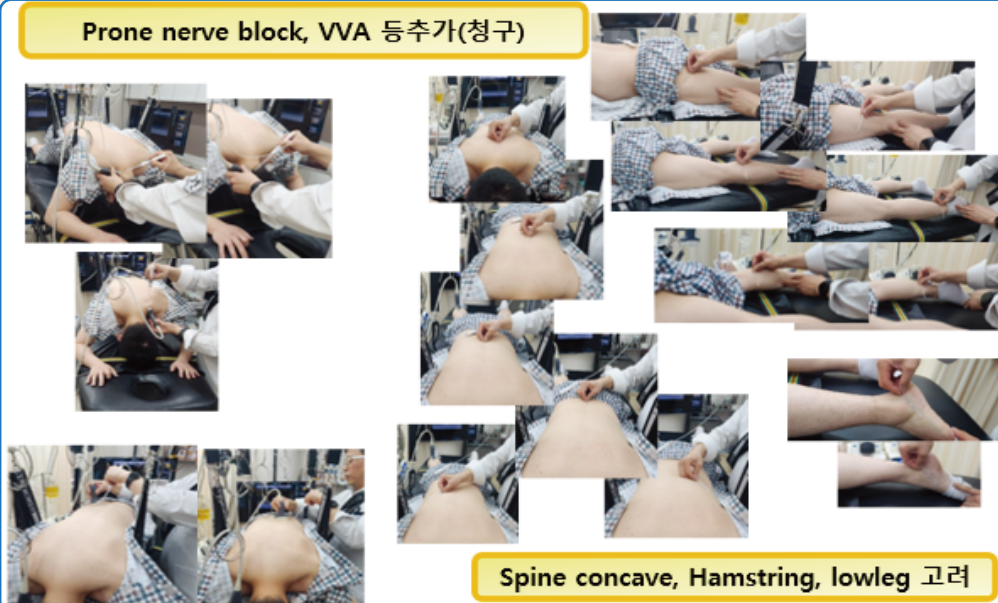 Prone nerve block, VVA 등추가(청구)
Spine concave, Hamstring, lowleg 고려